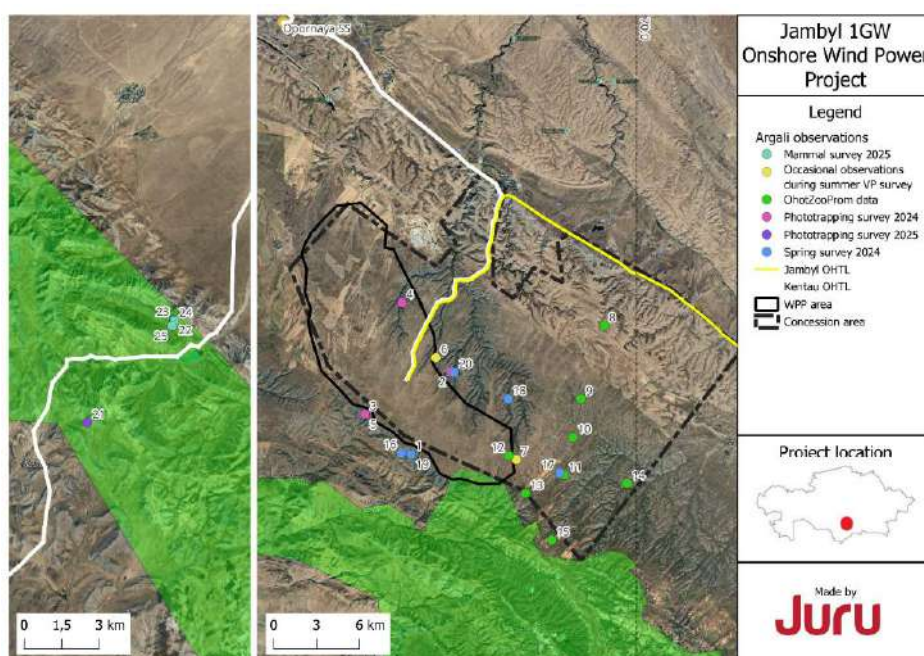 Jambyl 1GW
Onshore Wind Power
Project
Legend
Argali observations
Mammal survey 2025
Occasional observations
during summer VP survey
OhotZooProm data
Phototrapping survey 2024
Phototrapping survey 2025
Spring survey 2024
Jambyl OHTL
Kentau OHTL
WPP area
Concession area
Project location
Made by
Juru
23
24
22
25
21
0 1,5 3 km
4
8
6
20
2
18
9
3
5
10
16
1
12
7
19
17
11
14
13
15
0 3 6 km